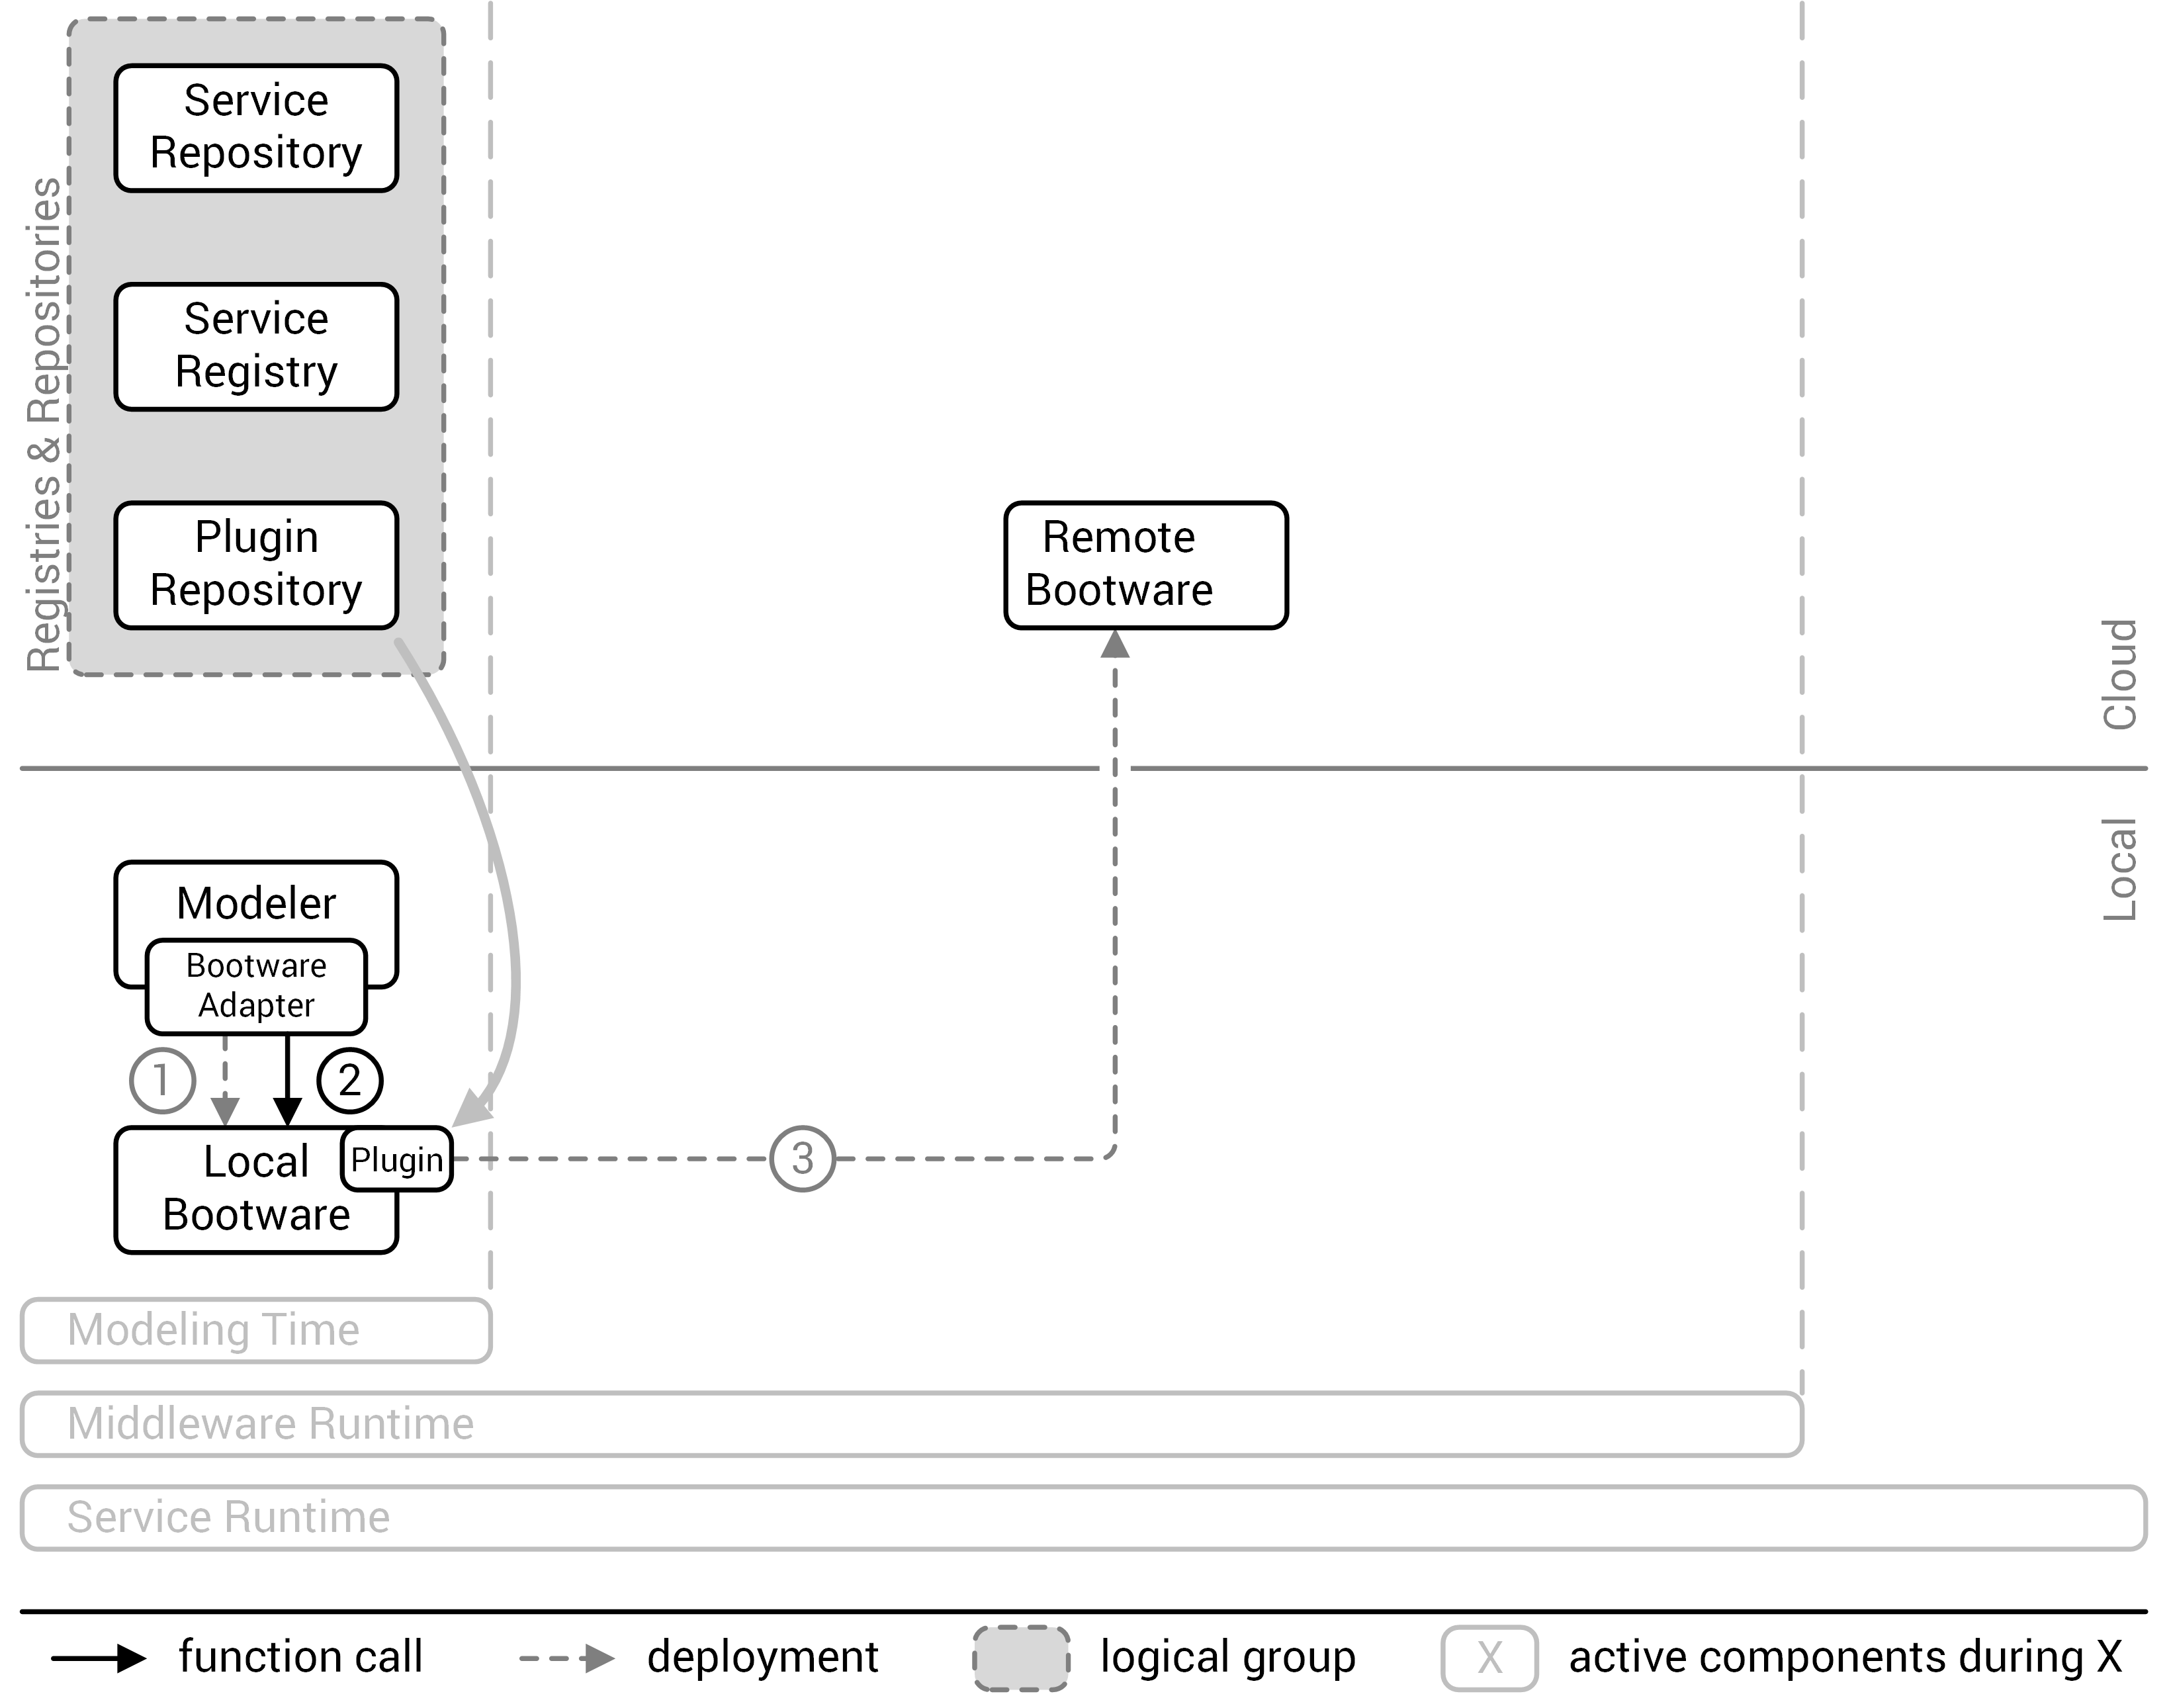 Registries & Repositories
Service
Repository
Service
Registry
Plugin
Repository
Remote
Bootware
Cloud
Local
Modeler
Bootware
Adapter
1
2
Local
Bootware
Plugin
3
Modeling Time
Middleware Runtime
Service Runtime
function call
deployment
logical group
X
active components during X